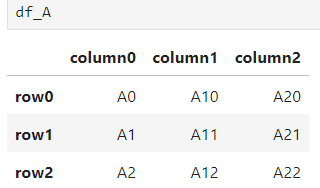 df_A
column0 column1 column2
row0 A0 A10 A20
row1 A1 A11 A21
row2 A2 A12 A22